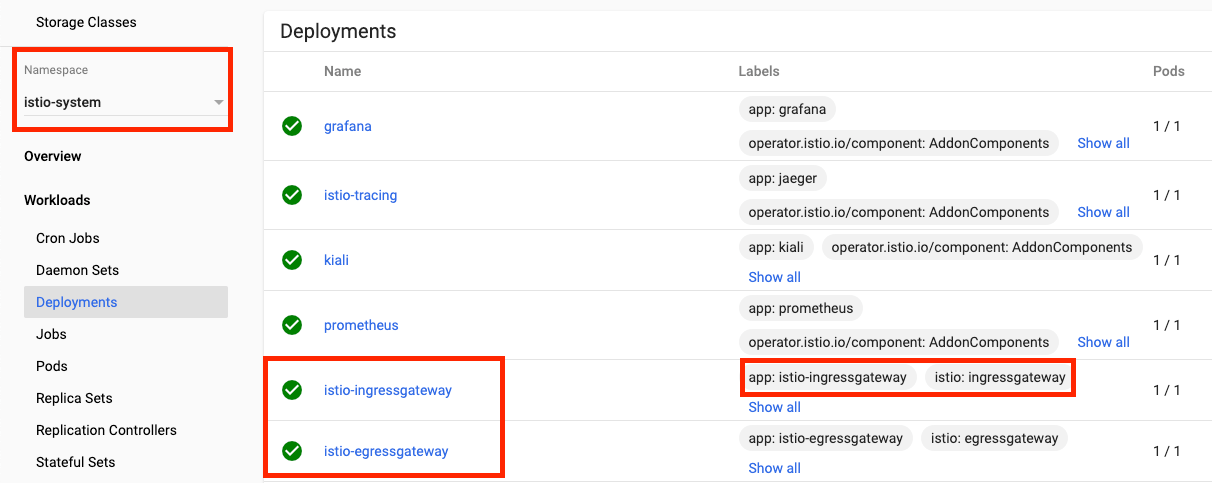 Storage Classes
Namespace
istio-system
Overview
Workloads
Cron Jobs
Daemon Sets
Deployments
Jobs
Pods
Replica Sets
Replication Controllers
Stateful Sets
Deployments
Name Labels Pods
app: grafana
grafana 1 / 1
operator.istio.io/component: AddonComponents Show all
app: jaeger
istio-tracing 1 / 1
operator.istio.io/component: AddonComponents Show all
app: kiali operator.istio.io/component: AddonComponents
kiali 1 / 1
Show all
app: prometheus
prometheus 1 / 1
operator.istio.io/component: AddonComponents Show all
app: istio-ingressgateway istio: ingressgateway
istio-ingressgateway 1 / 1
Show all
app: istio-egressgateway istio: egressgateway
istio-egressgateway 1 / 1
Show all